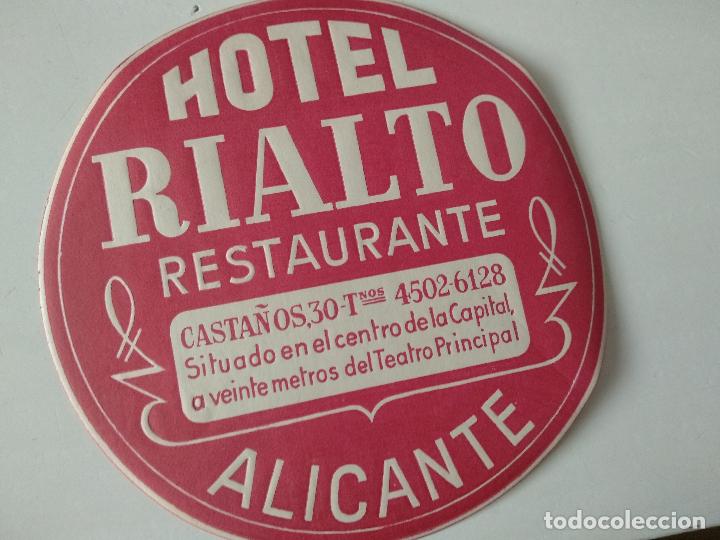 HOTEL
RIALTO
RESTAURANTE
CASTAÑOS,30-Tnos 4502-6128
Situado en el centro de la Capital,
a veinte metros del Teatro Principal
ALICANTE
todocoleccion